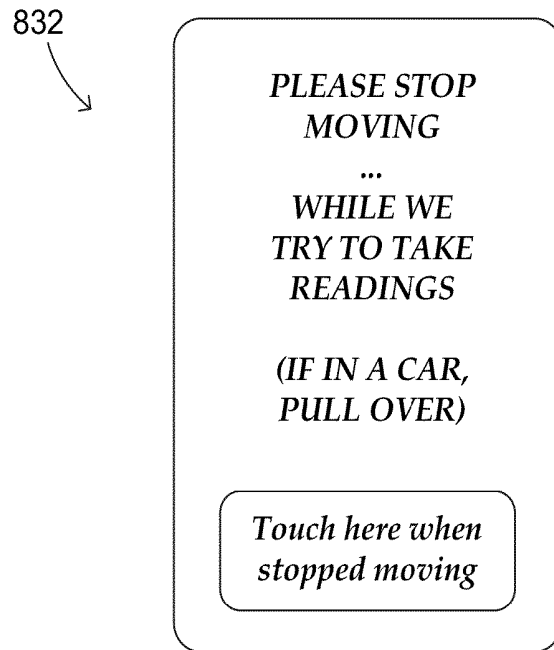 832
PLEASE STOP
MOVING
...
WHILE WE
TRY TO TAKE
READINGS
(IF IN A CAR,
PULL OVER)
Touch here when
stopped moving